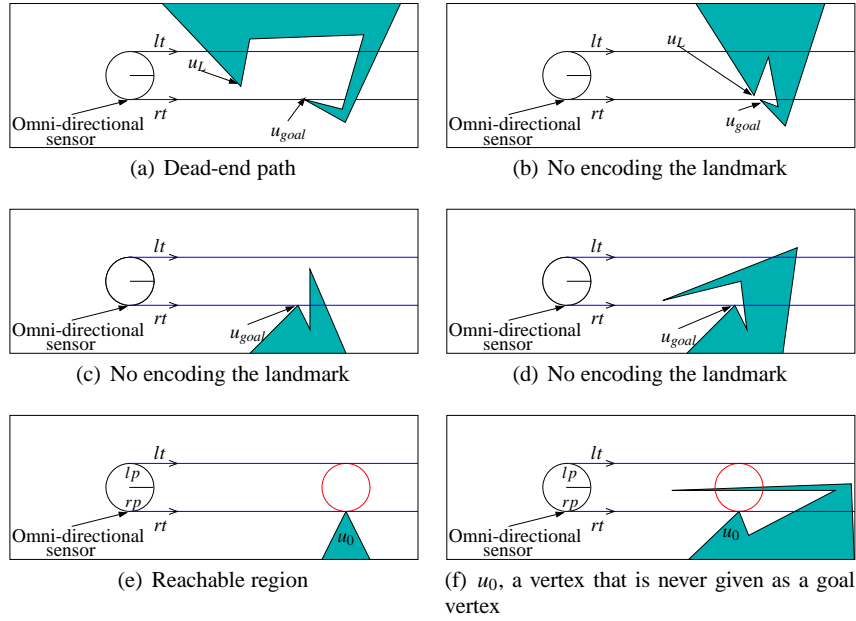 lt
u_L
rt
Omni-directional
sensor
u_goal
(a) Dead-end path
lt
u_L
rt
Omni-directional
sensor
u_goal
(b) No encoding the landmark
lt
rt
Omni-directional
sensor
u_goal
(c) No encoding the landmark
lt
rt
Omni-directional
sensor
u_goal
(d) No encoding the landmark
lt
lp
rp
rt
Omni-directional
sensor
u_0
(e) Reachable region
lt
lp
rp
rt
Omni-directional
sensor
u_0
(f) u_0, a vertex that is never given as a goal
vertex